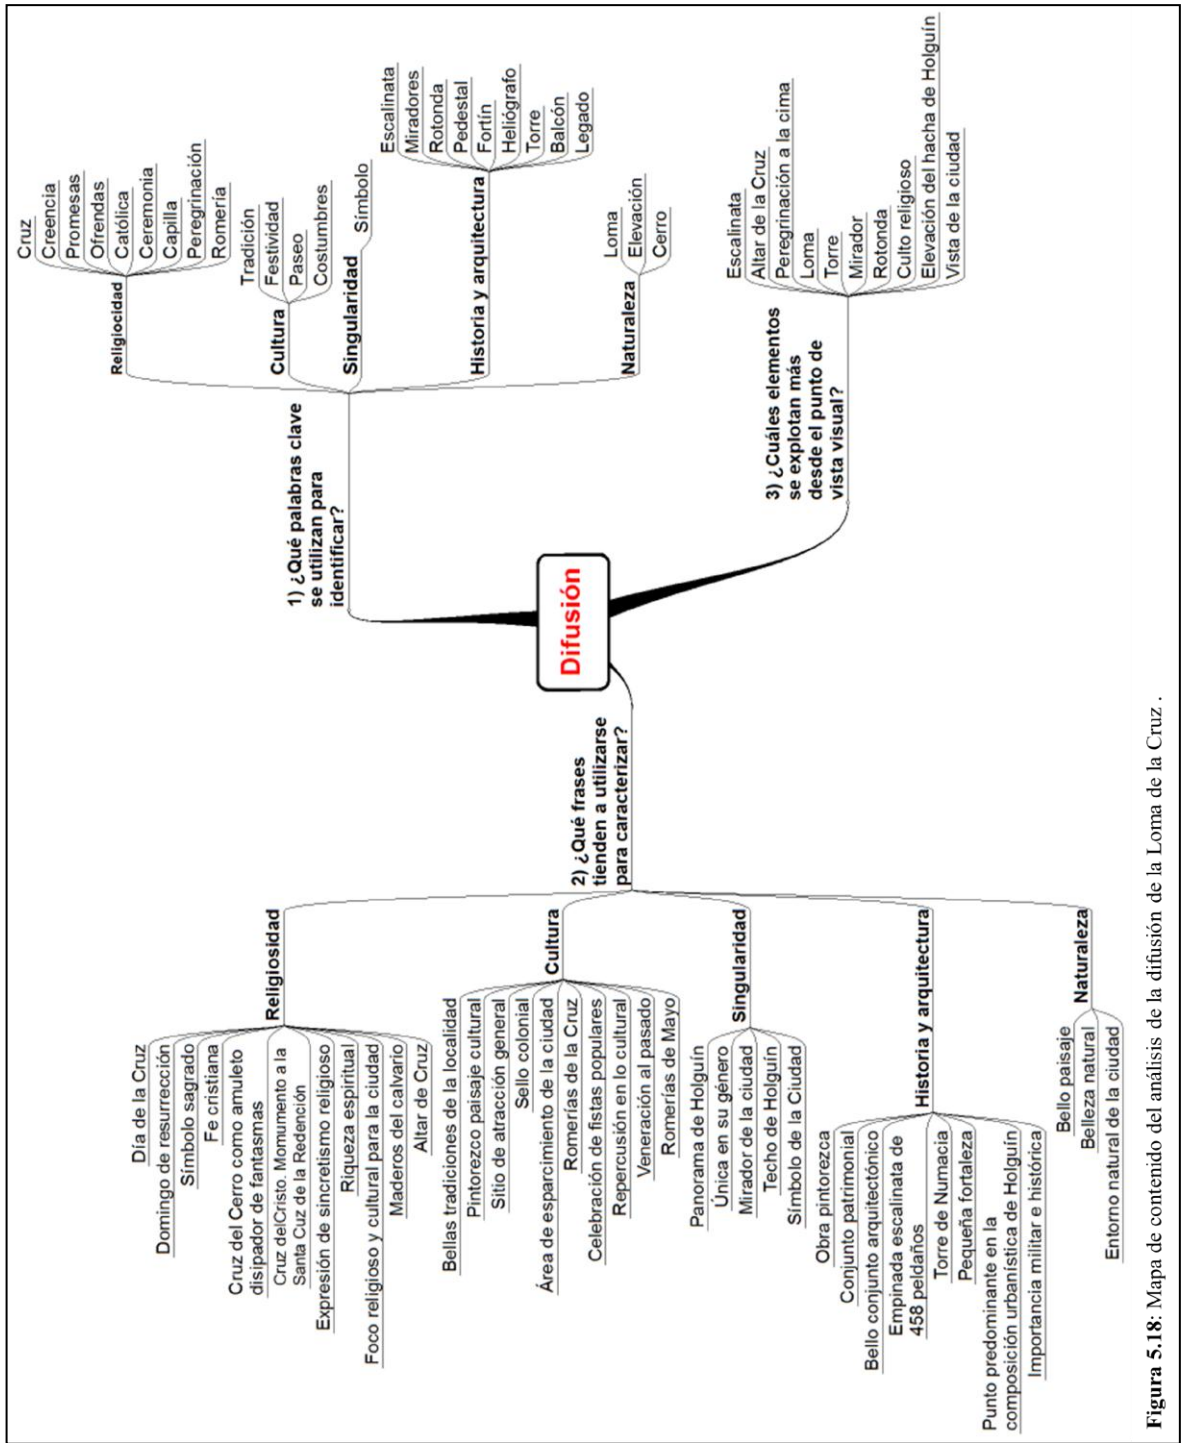 Difusión
1) ¿Qué palabras clave
se utilizan para
identificar?
Religiocidad
Cruz
Creencia
Promesas
Ofrendas
Católica
Ceremonia
Capilla
Peregrinación
Romería
Cultura
Tradición
Festividad
Paseo
Costumbres
Singularidad
Símbolo
Historia y arquitectura
Escalinata
Miradores
Rotonda
Pedestal
Fortín
Heliógrafo
Torre
Balcón
Legado
Naturaleza
Loma
Elevación
Cerro
2) ¿Qué frases
tienden a utilizarse
para caracterizar?
Religiosidad
Día de la Cruz
Domingo de resurrección
Símbolo sagrado
Fe cristiana
Cruz del Cerro como amuleto
disipador de fantasmas
Cruz delCristo. Monumento a la
Santa Cuz de la Redención
Expresión de sincretismo religioso
Riqueza espiritual
Foco religioso y cultural para la ciudad
Maderos del calvario
Altar de Cruz
Cultura
Bellas tradiciones de la localidad
Pintorezco paisaje cultural
Sitio de atracción general
Sello colonial
Área de esparcimiento de la ciudad
Romerías de la Cruz
Celebración de fistas populares
Repercusión en lo cultural
Veneración al pasado
Romerías de Mayo
Singularidad
Panorama de Holguín
Única en su género
Mirador de la ciudad
Techo de Holguín
Símbolo de la Ciudad
Historia y arquitectura
Obra pintorezca
Conjunto patrimonial
Bello conjunto arquitectónico
Empinada escalinata de
458 peldaños
Torre de Numacia
Pequeña fortaleza
Punto predominante en la
composición urbanística de Holguín
Importancia militar e histórica
Naturaleza
Bello paisaje
Belleza natural
Entorno natural de la ciudad
3) ¿Cuáles elementos
se explotan más
desde el punto de
vista visual?
Escalinata
Altar de la Cruz
Peregrinación a la cima
Loma
Torre
Mirador
Rotonda
Culto religioso
Elevación del hacha de Holguín
Vista de la ciudad
Figura 5.18: Mapa de contenido del análisis de la difusión de la Loma de la Cruz .